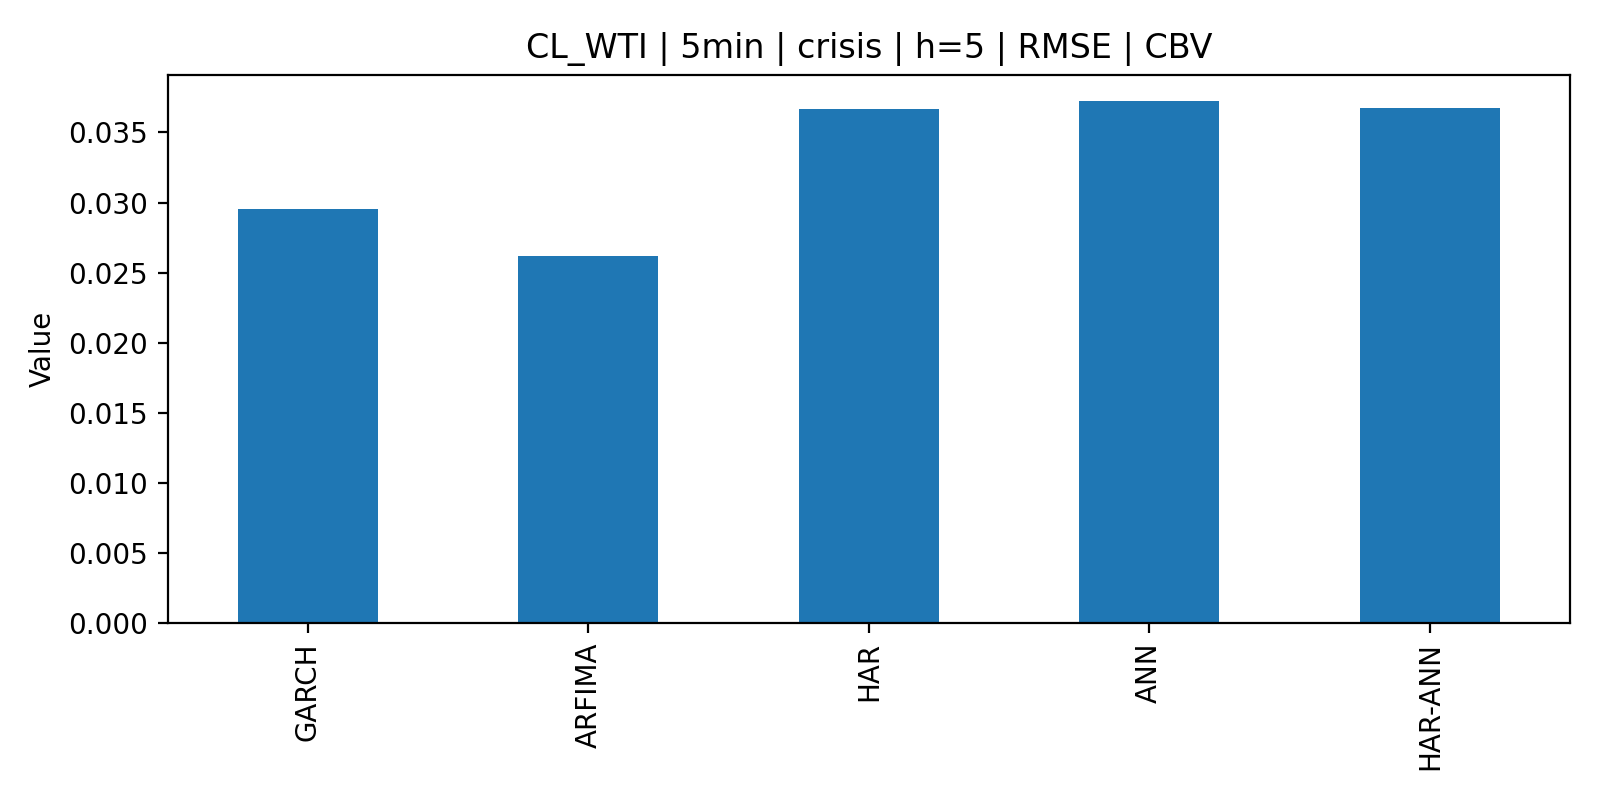 CL_WTI | 5min | crisis | h=5 | RMSE | CBV
0.035
0.030
0.025
0.020
0.015
0.010
0.005
0.000
Value
GARCH
ARFIMA
HAR
ANN
HAR-ANN